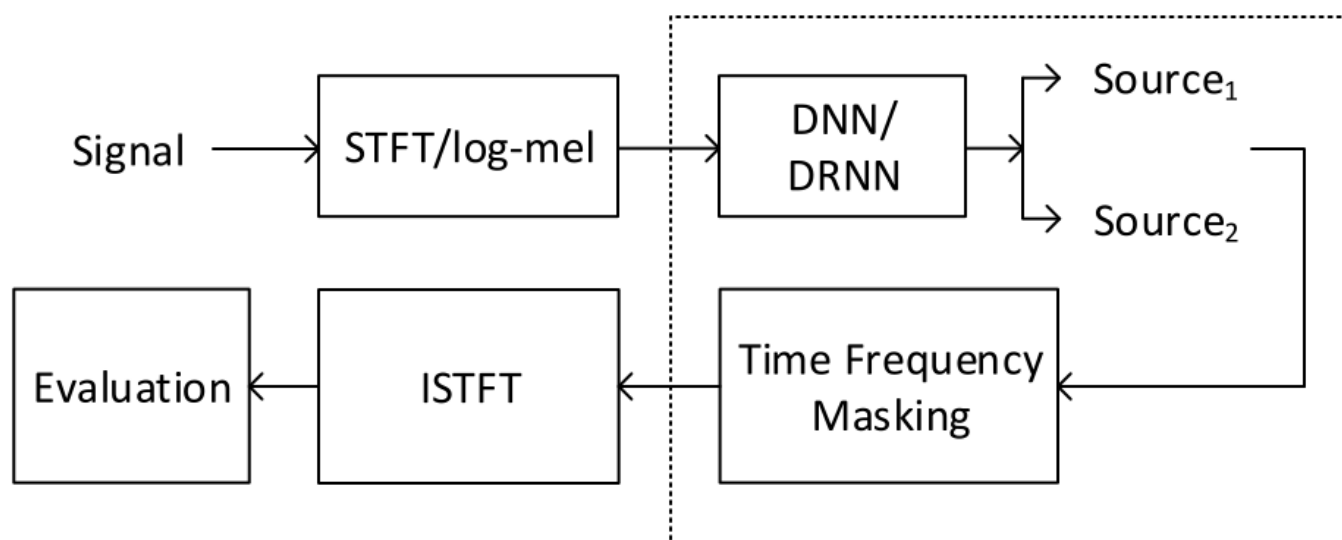 Signal
STFT/log-mel
DNN/
DRNN
Source₁
Source₂
Evaluation
ISTFT
Time Frequency
Masking